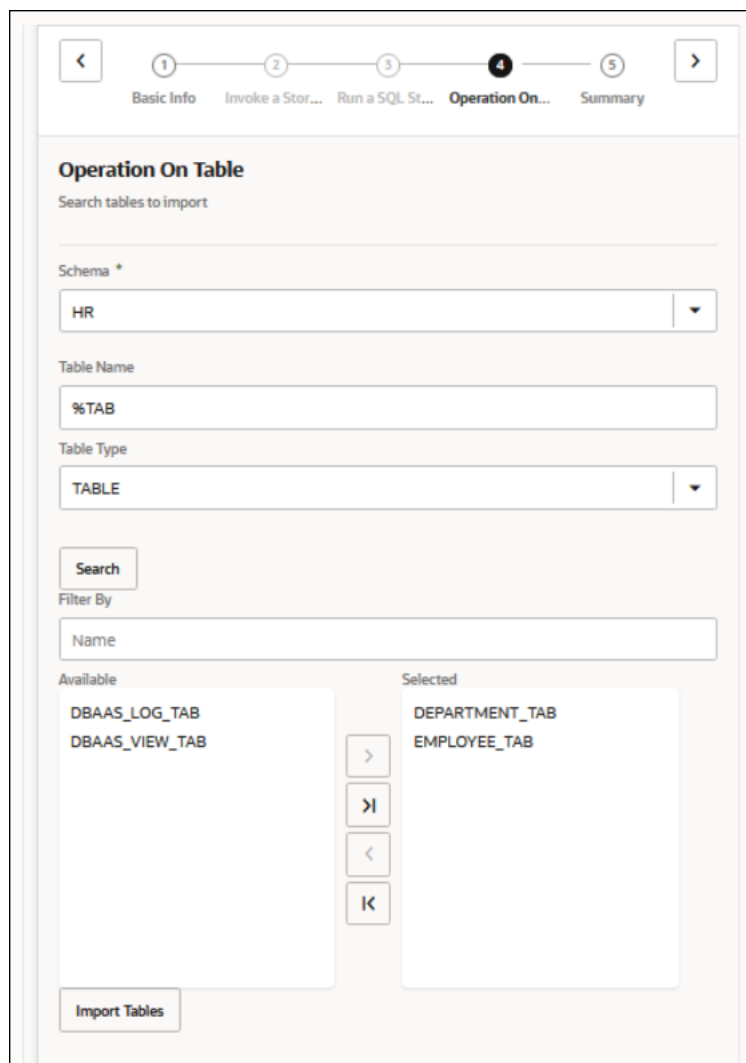 1 2 3 4 5
Basic Info Invoke a Stor... Run a SQL St... Operation On... Summary
Operation On Table
Search tables to import
Schema *
HR
Table Name
%TAB
Table Type
TABLE
Search
Filter By
Name
Available Selected
DBAAS_LOG_TAB DEPARTMENT_TAB
DBAAS_VIEW_TAB EMPLOYEE_TAB
Import Tables